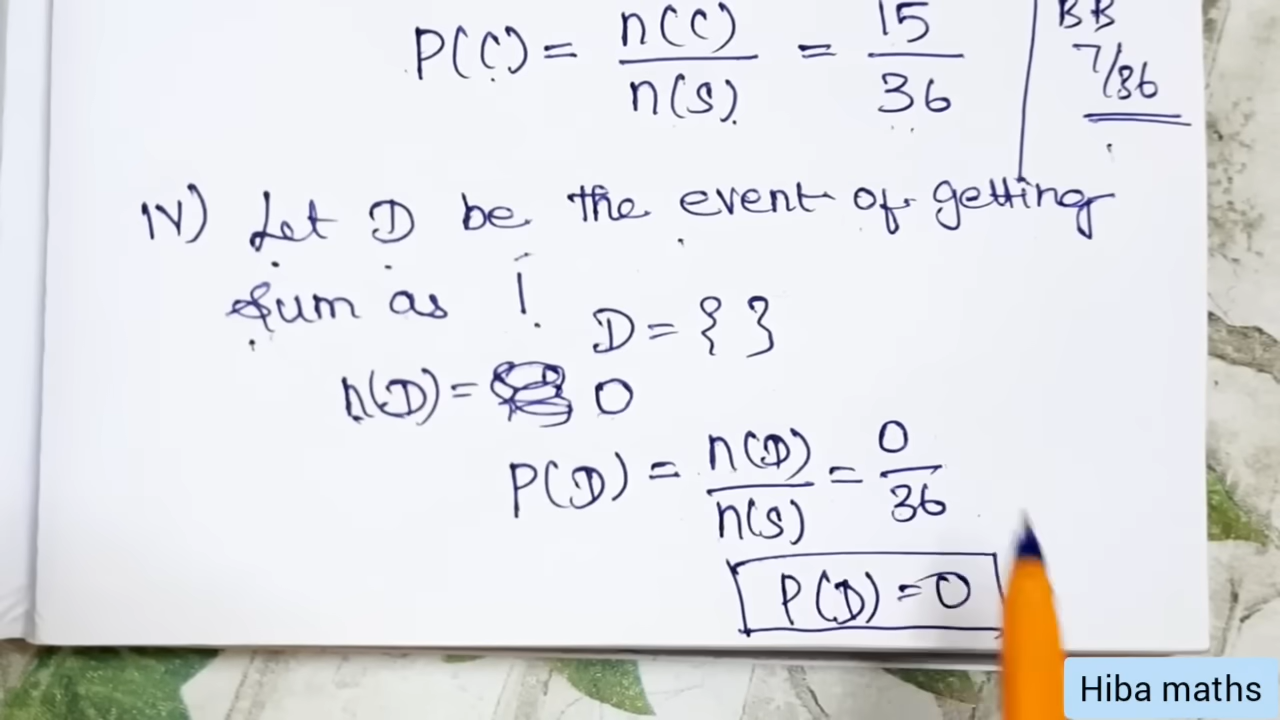 P(C) = n(C)/n(S) = 15/36
BB
7/36
IV) Let D be the event of getting
Sum as 1.
D = { }
n(D) = 0
P(D) = n(D)/n(S) = 0/36
P(D) = 0
Hiba maths